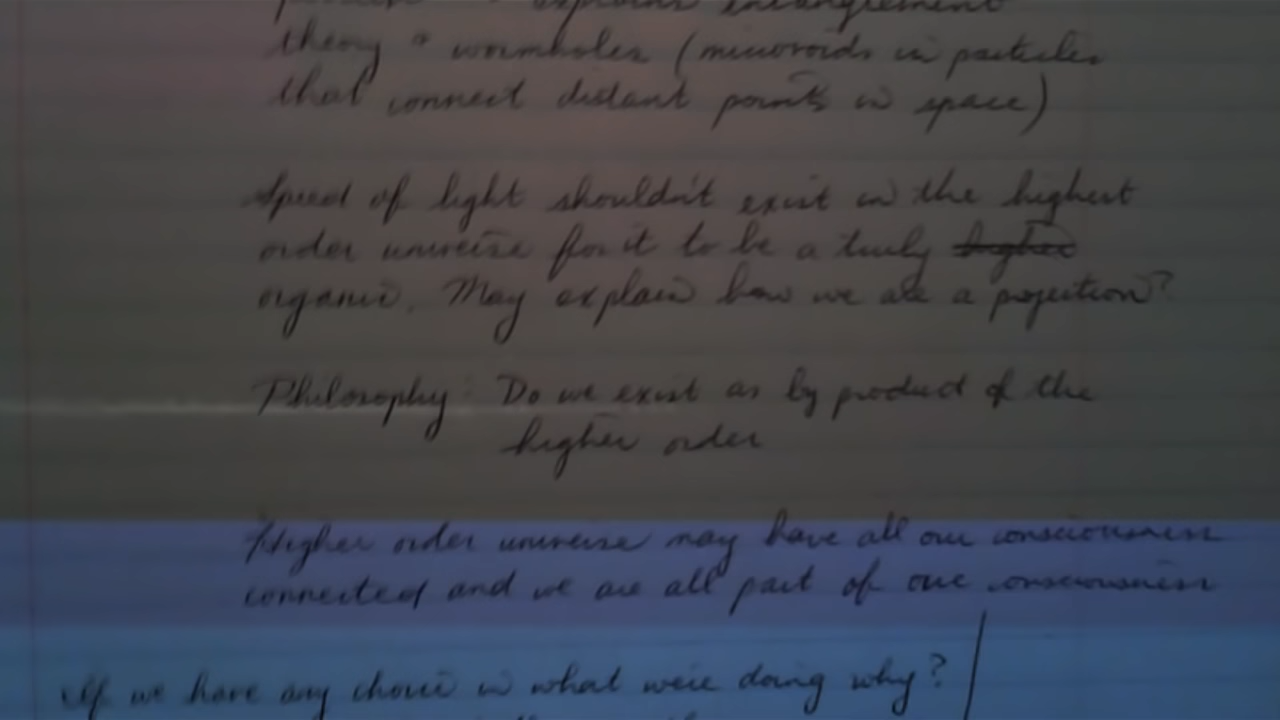 explains entanglement
theory & wormholes (microvoids in particles
that connect distant points in space)
Speed of light shouldn't exist in the highest
order universe for it to be a truly higher
organic. May explain how we are a projection?
Philosophy: Do we exist as by product of the
higher order
Higher order universe may have all our consciousness
connected and we are all part of one consciousness
If we have any choice in what we're doing why?